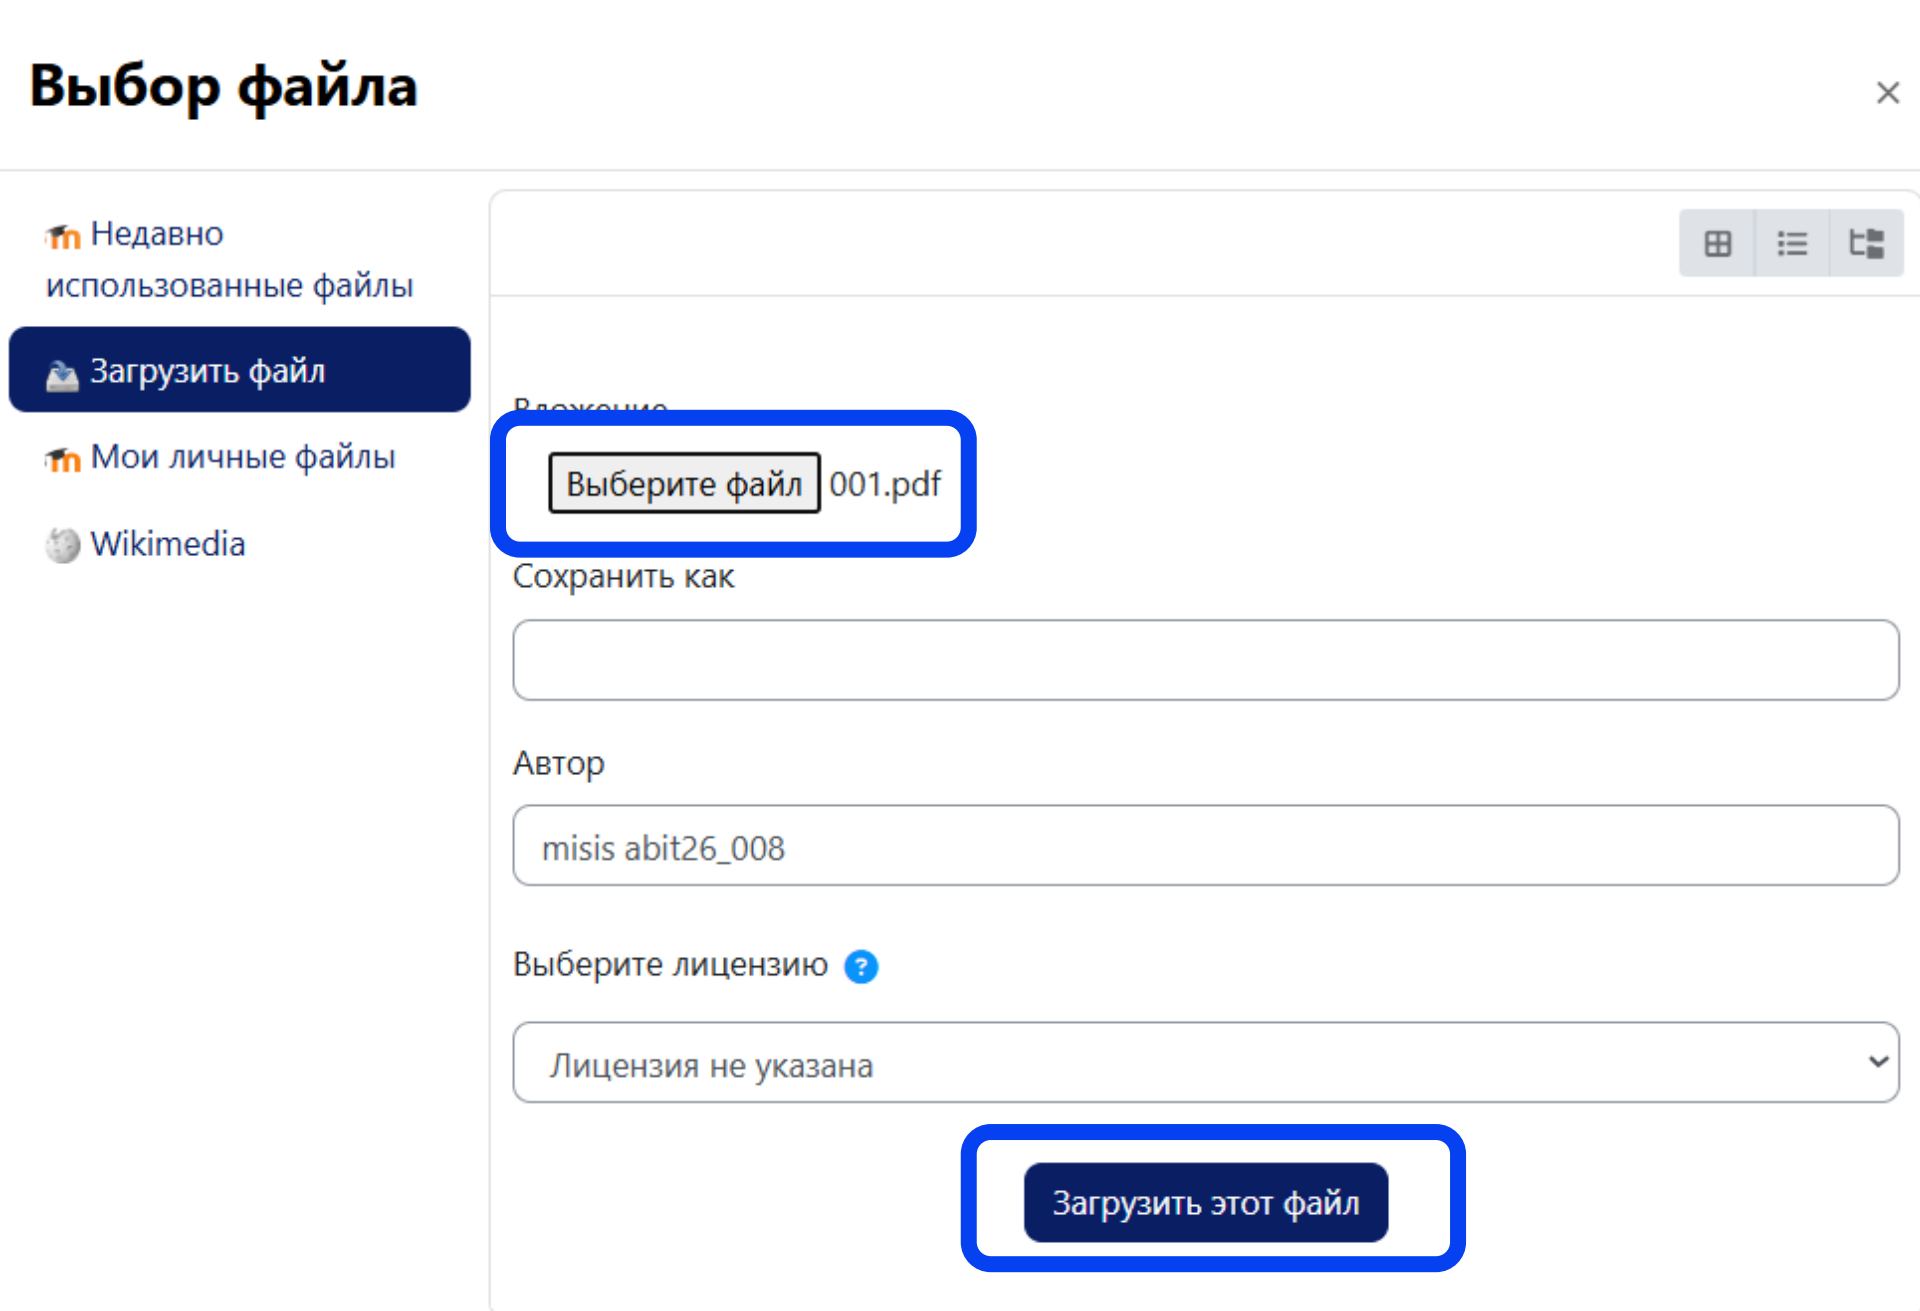 Выбор файла
Недавно
использованные файлы
Загрузить файл
Мои личные файлы
Wikimedia
Вложение
Выберите файл 001.pdf
Сохранить как
Автор
misis abit26_008
Выберите лицензию ?
Лицензия не указана
Загрузить этот файл